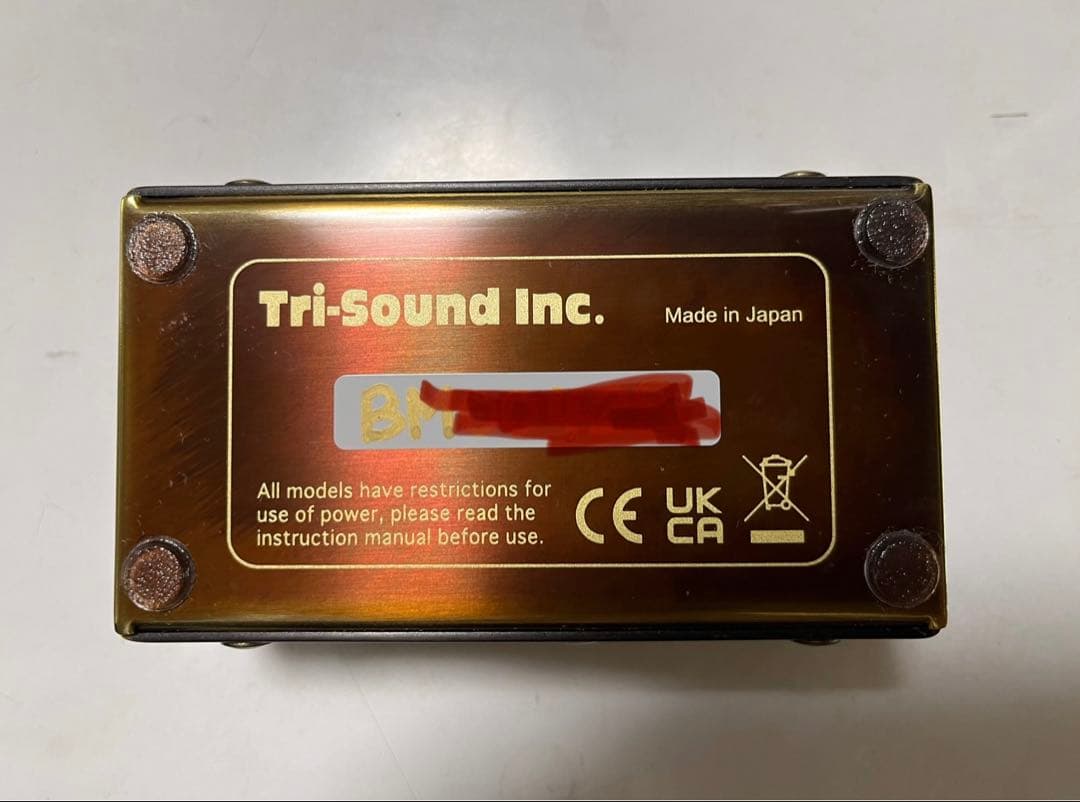 Tri-Sound Inc.
Made in Japan
BM
All models have restrictions for
use of power, please read the
instruction manual before use.
CE
UK
CA